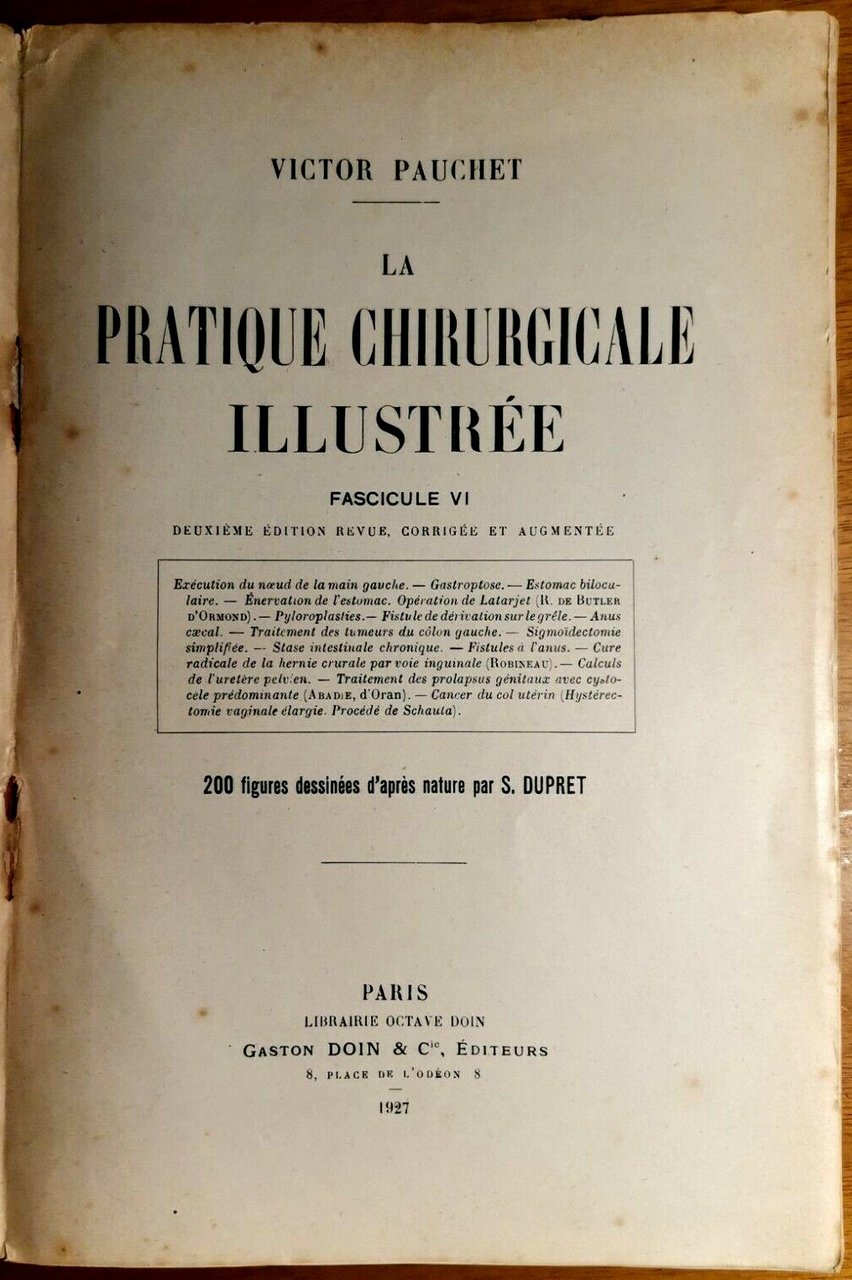 VICTOR PAUCHET
LA
PRATIQUE CHIRURGICALE
ILLUSTRÉE
FASCICULE VI
DEUXIÈME ÉDITION REVUE, CORRIGÉE ET AUGMENTÉE
Exécution du nœud de la main gauche. — Gastroptose. — Estomac bilocu-
laire. — Énervation de l'estomac. Opération de Latarjet (R. DE BUTLER
D'ORMOND). — Pyloroplasties. — Fistule de dérivation sur le grêle. — Anus
cæcal. — Traitement des tumeurs du côlon gauche. — Sigmoïdectomie
simplifiée. — Stase intestinale chronique. — Fistules à l'anus. — Cure
radicale de la hernie crurale par voie inguinale (ROBINEAU). — Calculs
de l'uretère pelvien. — Traitement des prolapsus génitaux avec cysto-
cèle prédominante (ABADIE, d'Oran). — Cancer du col utérin (Hystérec-
tomie vaginale élargie. Procédé de Schauta).
200 figures dessinées d'après nature par S. DUPRET
PARIS
LIBRAIRIE OCTAVE DOIN
GASTON DOIN & Cie, ÉDITEURS
8, PLACE DE L'ODÉON 8
1927